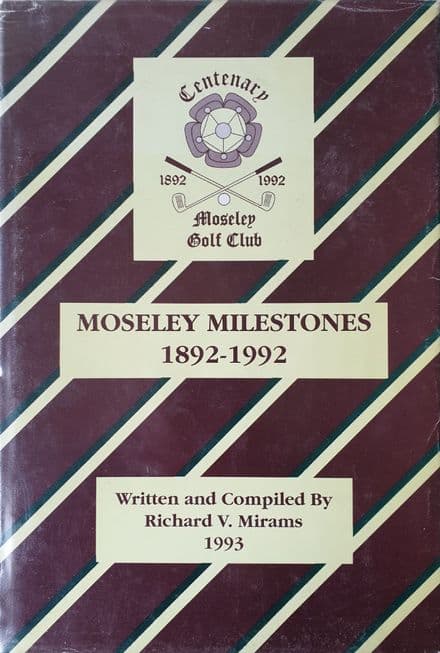 Centenary
1892 1992
Moseley
Golf Club
MOSELEY MILESTONES
1892-1992
Written and Compiled By
Richard V. Mirams
1993